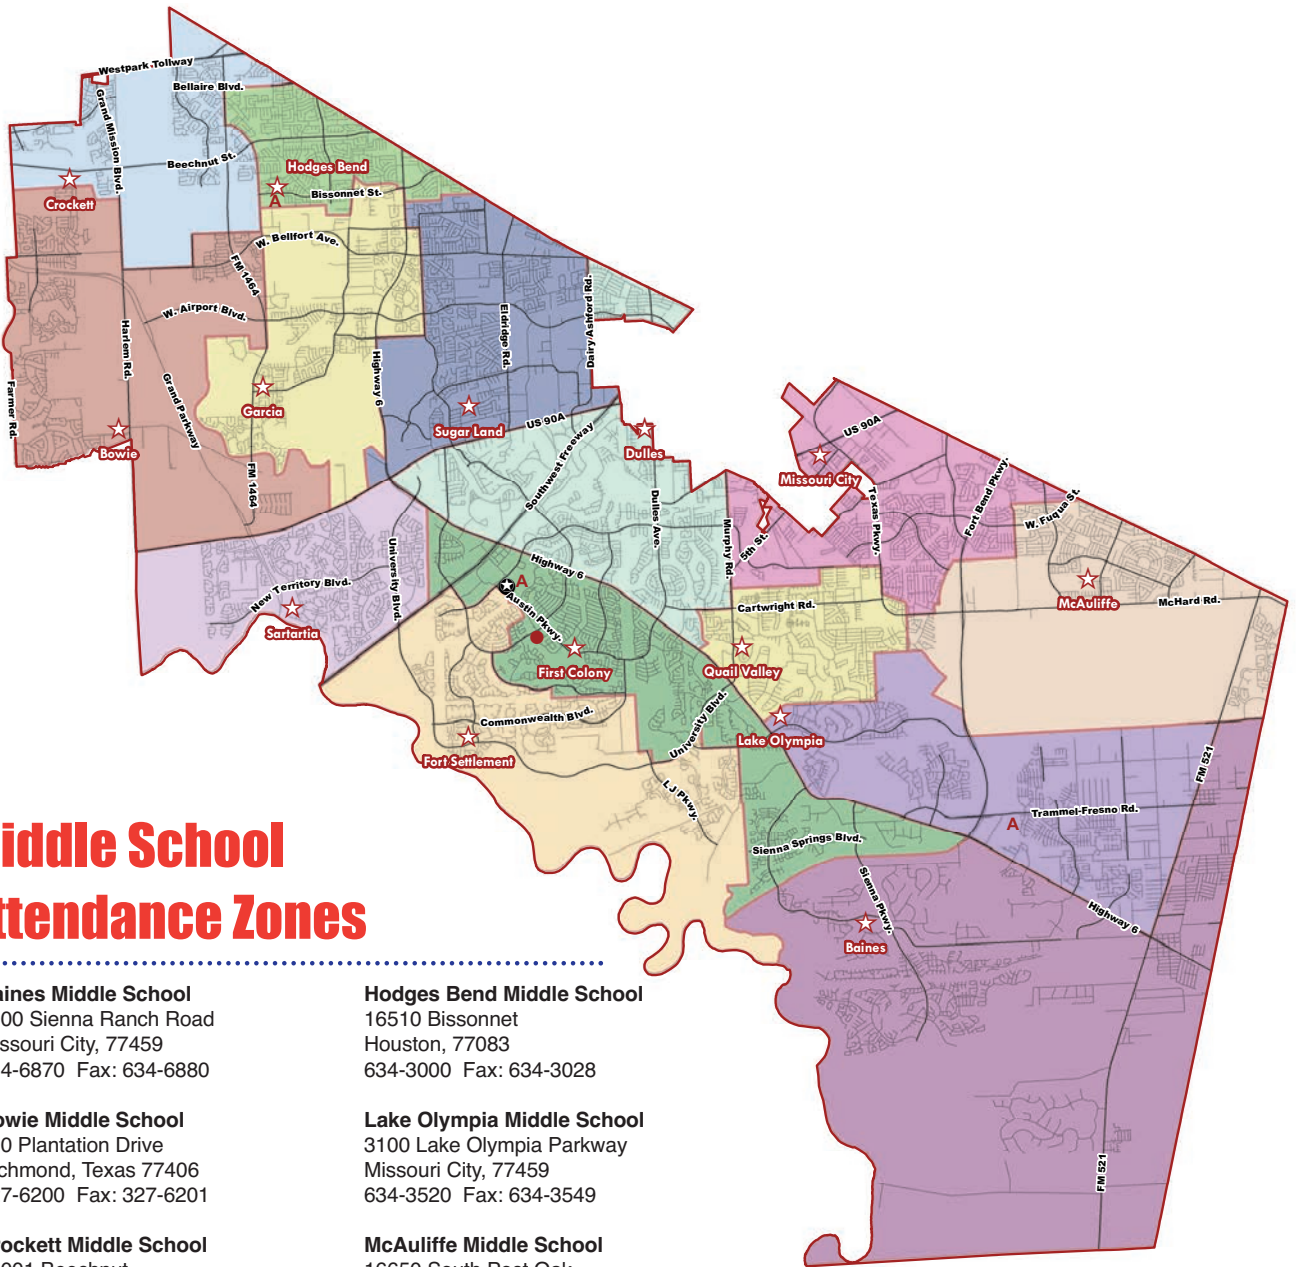 Westpark Tollway
Bellaire Blvd.
Grand Mission Blvd.
Beechnut St.
Hodges Bend
Crockett
A
Bissonnet St.
W. Bellfort Ave.
FM 1464
W. Airport Blvd.
Harlem Rd.
Eldridge Rd.
Dairy Ashford Rd.
Highway 6
Farmer Rd.
Grand Parkway
Garcia
Sugar Land
US 90A
US 90A
Bowie
Dulles
Missouri City
FM 1464
Southwest Freeway
Dulles Ave.
Murphy Rd.
5th St.
Texas Pkwy.
Fort Bend Pkwy.
W. Fuqua St.
University Blvd.
Highway 6
New Territory Blvd.
A
Austin Pkwy.
Cartwright Rd.
McAuliffe
McHard Rd.
Sartartia
First Colony
Quail Valley
Commonwealth Blvd.
University Blvd.
Lake Olympia
Fort Settlement
FM 521
L J Pkwy.
Trammel-Fresno Rd.
A
Sienna Springs Blvd.
Sienna Pkwy.
Highway 6
Baines
FM 521
iddle School
ttendance Zones
aines Middle School
00 Sienna Ranch Road
ssouri City, 77459
4-6870 Fax: 634-6880
owie Middle School
0 Plantation Drive
chmond, Texas 77406
7-6200 Fax: 327-6201
rockett Middle School
001 Beechnut
Hodges Bend Middle School
16510 Bissonnet
Houston, 77083
634-3000 Fax: 634-3028
Lake Olympia Middle School
3100 Lake Olympia Parkway
Missouri City, 77459
634-3520 Fax: 634-3549
McAuliffe Middle School
16650 South Post Oak